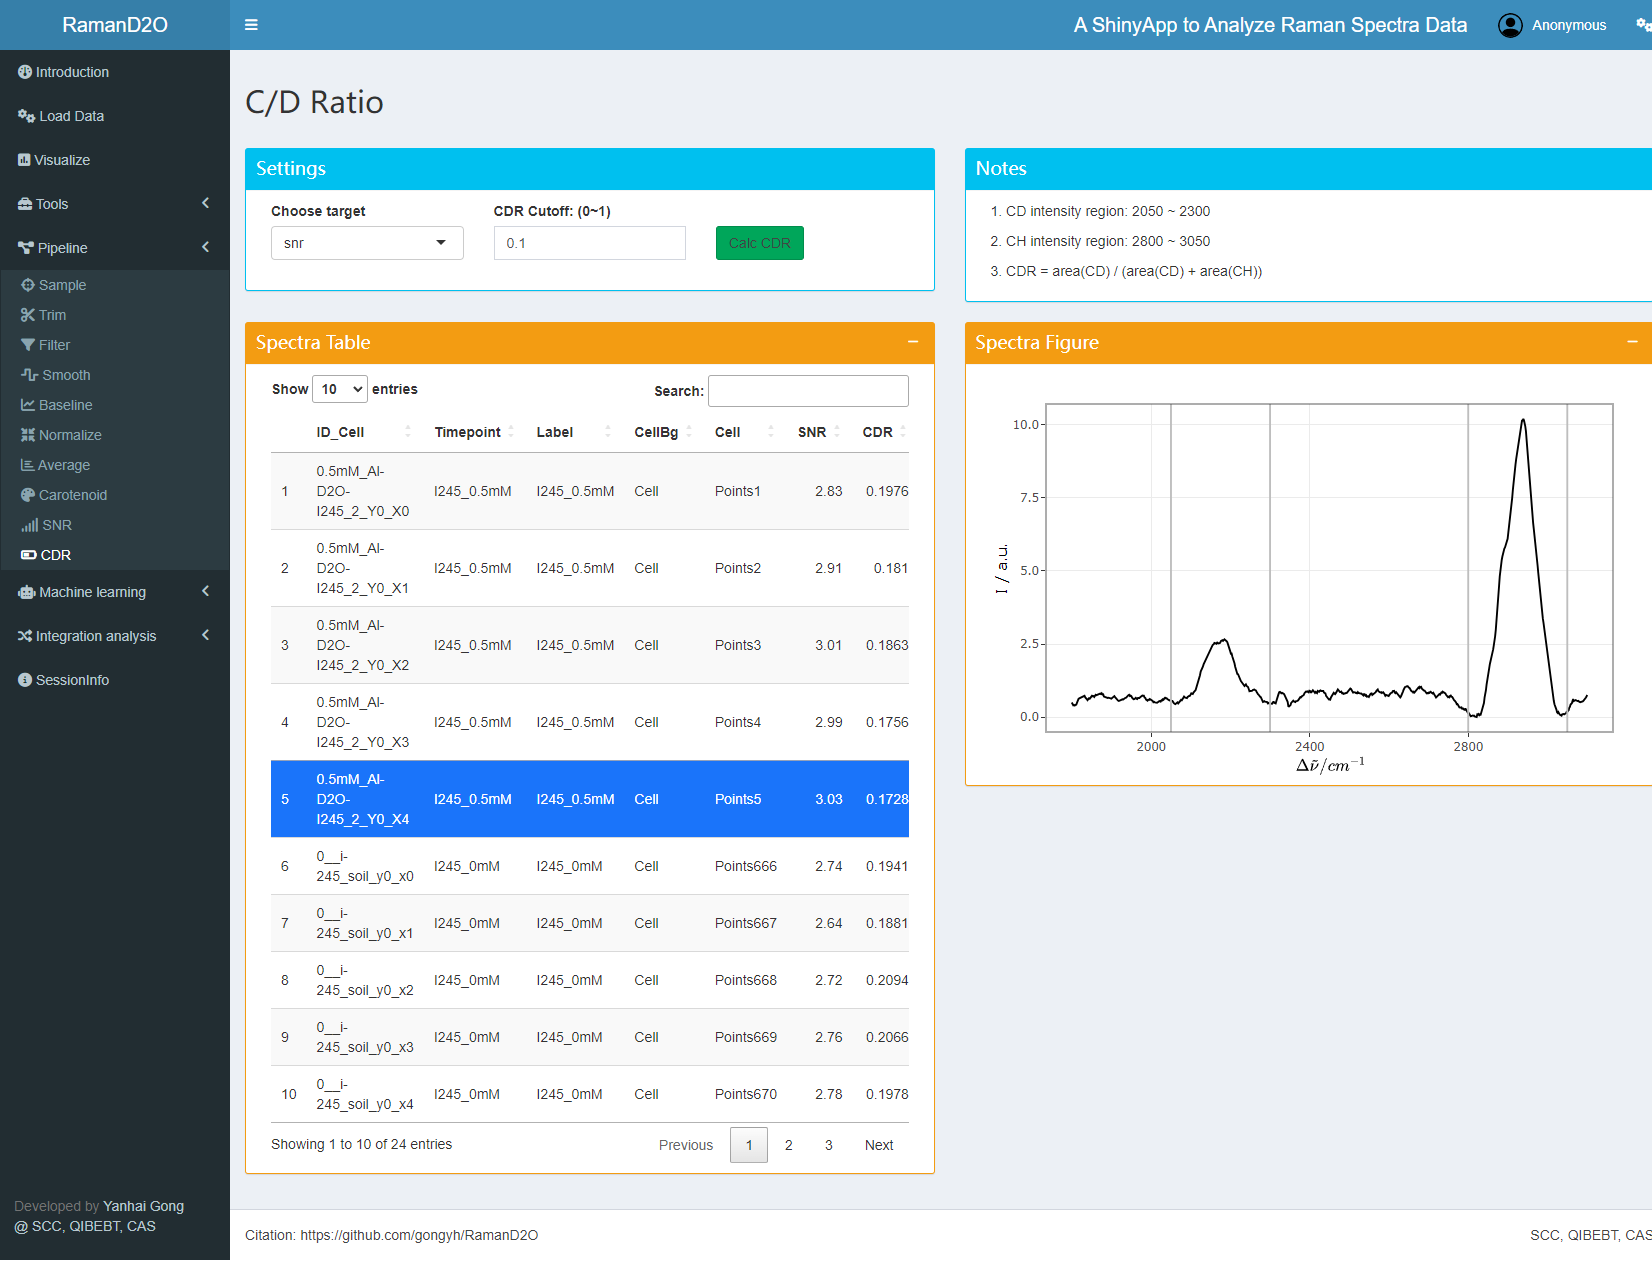 RamanD2O
A ShinyApp to Analyze Raman Spectra Data
Anonymous
Introduction
Load Data
Visualize
Tools
Pipeline
Sample
Trim
Filter
Smooth
Baseline
Normalize
Average
Carotenoid
SNR
CDR
Machine learning
Integration analysis
SessionInfo
Developed by Yanhai Gong
@ SCC, QIBEBT, CAS
C/D Ratio
Settings
Choose target
CDR Cutoff: (0~1)
snr
0.1
Calc CDR
Notes
1. CD intensity region: 2050 ~ 2300
2. CH intensity region: 2800 ~ 3050
3. CDR = area(CD) / (area(CD) + area(CH))
Spectra Table
Show 10 entries
Search:
ID_Cell Timepoint Label CellBg Cell SNR CDR
0.5mM_Al-
1 D2O- I245_0.5mM I245_0.5mM Cell Points1 2.83 0.1976
I245_2_Y0_X0
0.5mM_Al-
2 D2O- I245_0.5mM I245_0.5mM Cell Points2 2.91 0.181
I245_2_Y0_X1
0.5mM_Al-
3 D2O- I245_0.5mM I245_0.5mM Cell Points3 3.01 0.1863
I245_2_Y0_X2
0.5mM_Al-
4 D2O- I245_0.5mM I245_0.5mM Cell Points4 2.99 0.1756
I245_2_Y0_X3
0.5mM_Al-
5 D2O- I245_0.5mM I245_0.5mM Cell Points5 3.03 0.1728
I245_2_Y0_X4
6 0__i-
245_soil_y0_x0 I245_0mM I245_0mM Cell Points666 2.74 0.1941
7 0__i-
245_soil_y0_x1 I245_0mM I245_0mM Cell Points667 2.64 0.1881
8 0__i-
245_soil_y0_x2 I245_0mM I245_0mM Cell Points668 2.72 0.2094
9 0__i-
245_soil_y0_x3 I245_0mM I245_0mM Cell Points669 2.76 0.2066
10 0__i-
245_soil_y0_x4 I245_0mM I245_0mM Cell Points670 2.78 0.1978
Showing 1 to 10 of 24 entries
Previous 1 2 3 Next
Spectra Figure
10.0
7.5
5.0
2.5
0.0
I / a.u.
2000 2400 2800
Δν̃/cm⁻¹
Citation: https://github.com/gongyh/RamanD2O
SCC, QIBEBT, CAS